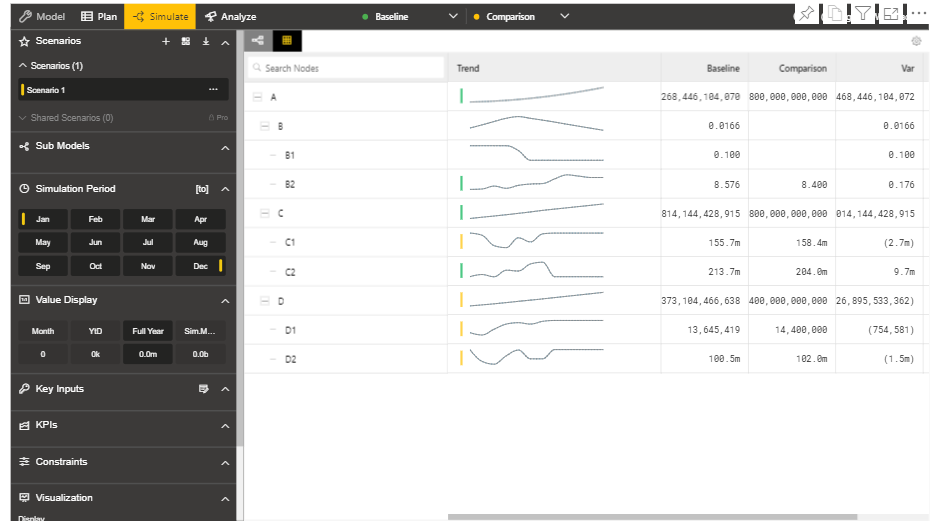 Model Plan Simulate Analyze Baseline Comparison
Scenarios
Scenarios (1)
Scenario 1
Shared Scenarios (0) Pro
Sub Models
Simulation Period [to]
Jan Feb Mar Apr
May Jun Jul Aug
Sep Oct Nov Dec
Value Display
Month YtD Full Year Sim.M...
0 0k 0.0m 0.0b
Key Inputs
KPIs
Constraints
Visualization
Display
Search Nodes Trend Baseline Comparison Var
A 268,446,104,070 800,000,000,000 468,446,104,072
B 0.0166 0.0166
B1 0.100 0.100
B2 8.576 8.400 0.176
C 814,144,428,915 800,000,000,000 014,144,428,915
C1 155.7m 158.4m (2.7m)
C2 213.7m 204.0m 9.7m
D 373,104,466,638 400,000,000,000 26,895,533,362)
D1 13,645,419 14,400,000 (754,581)
D2 100.5m 102.0m (1.5m)